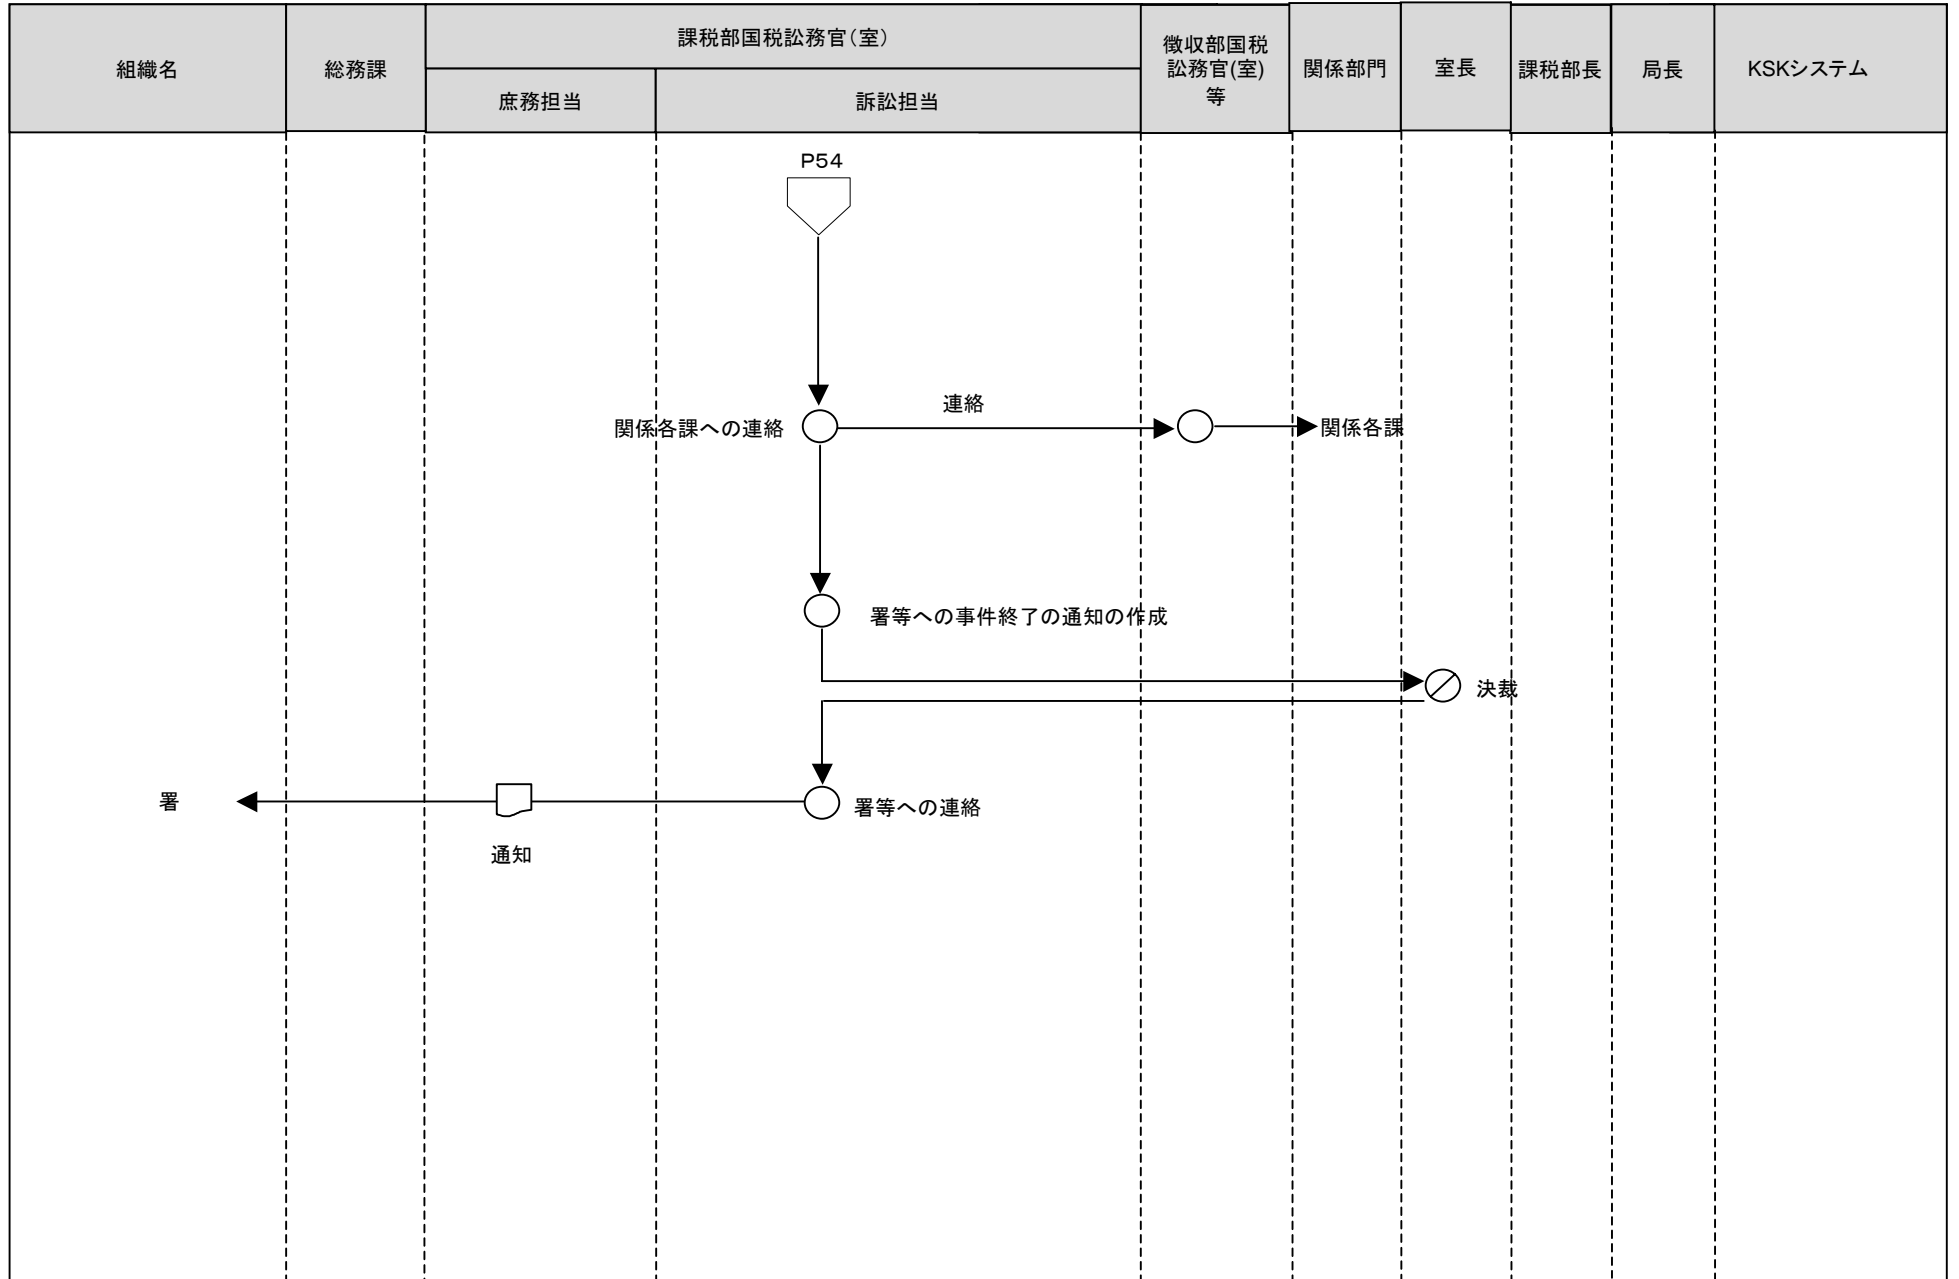 組織名
総務課
課税部国税訟務官（室）
庶務担当
訴訟担当
徴収部国税
訟務官(室)
等
関係部門
室長
課税部長
局長
KSKシステム
P54
関係各課への連絡
連絡
関係各課
署等への事件終了の通知の作成
決裁
署
署等への連絡
通知